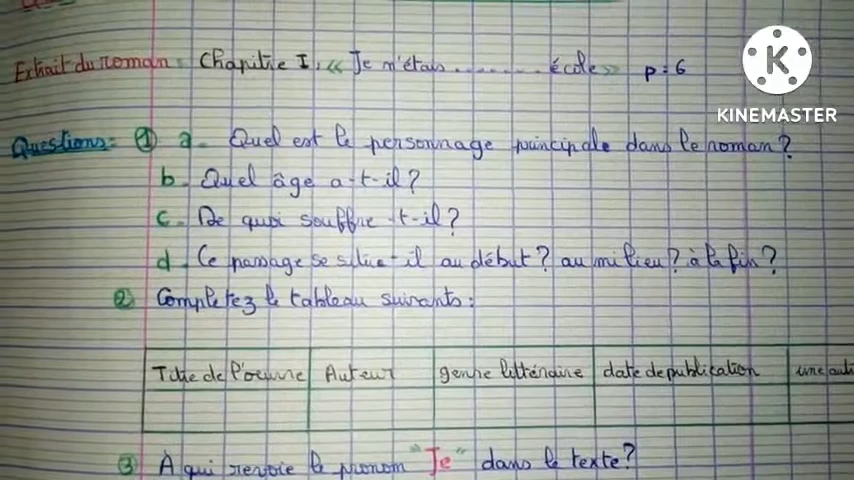 Extrait du roman : Chapitre I. « Je m'étais ........ école » p : 6
KINEMASTER
Questions : ① a - Quel est le personnage principale dans le roman ?
b - Quel âge a-t-il ?
c - De quoi souffre-t-il ?
d - Ce passage se situe-il au début ? au milieu ? à la fin ?
② Completez le tableau suivants :
Titre de l'oeuvre | Auteur | genre littéraire | date de publication | une
③ À qui renvoie le pronom "Je" dans le texte ?